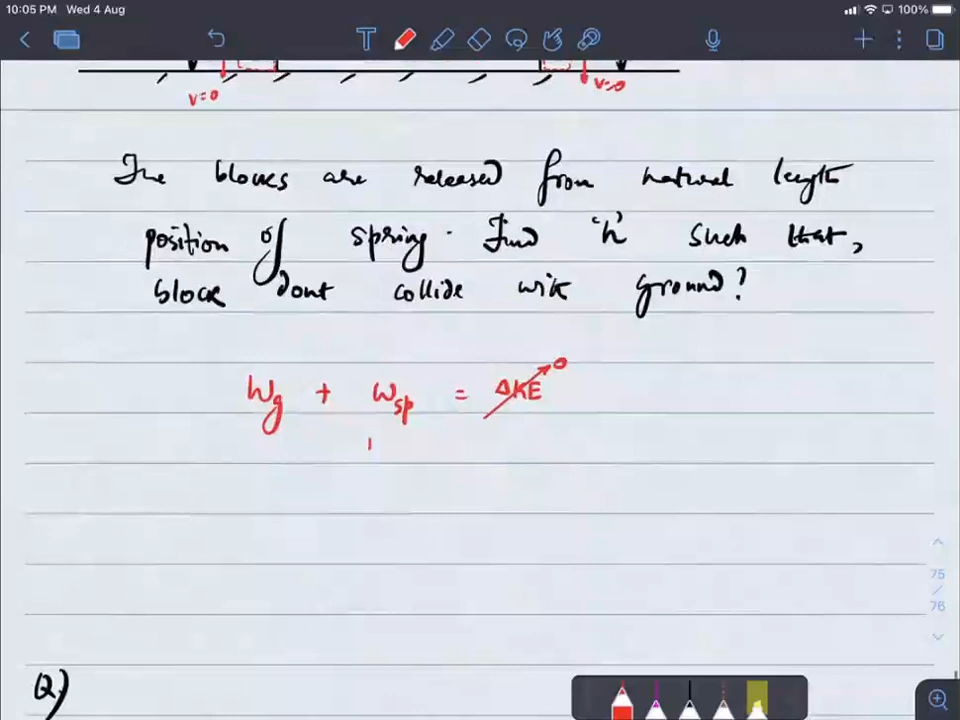 10:05 PM Wed 4 Aug
100%
T
v=0
v=0
The blocks are released from natural length
position of spring. Find 'h' such that,
block dont collide with ground?
Wg + Wsp = ΔKE 0
75
/
76
Q)